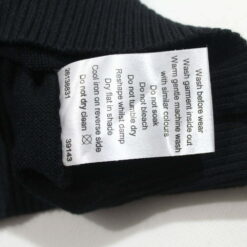 Wash before wear
Wash garment inside out
Warm gentle machine wash
with similar colours
Do not soak
Do not bleach
Do not tumble dry
Reshape whilst damp
Dry flat in shade
Cool iron on reverse side
Do not dry clean
39143